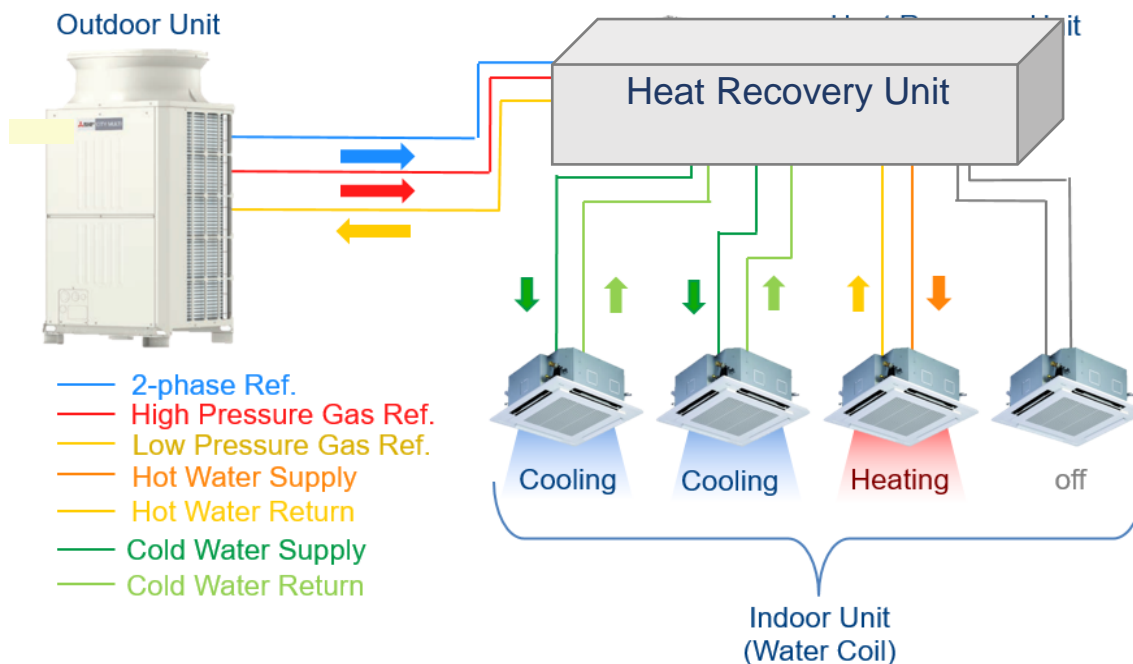 Outdoor Unit
Heat Recovery Unit
2-phase Ref.
High Pressure Gas Ref.
Low Pressure Gas Ref.
Hot Water Supply
Hot Water Return
Cold Water Supply
Cold Water Return
Cooling
Cooling
Heating
off
Indoor Unit
(Water Coil)